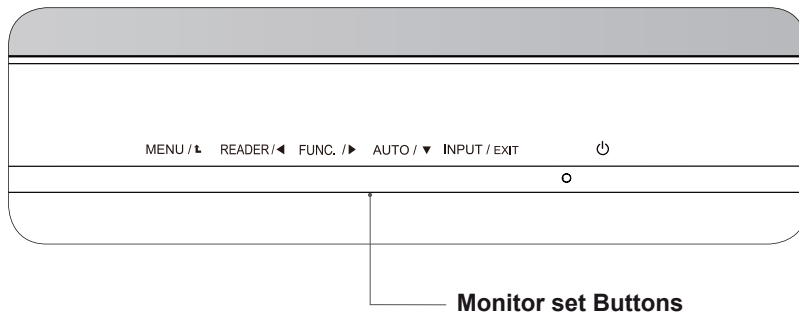 MENU / ⮤ READER / ◀ FUNC. / ▶ AUTO / ▼ INPUT / EXIT
Monitor set Buttons